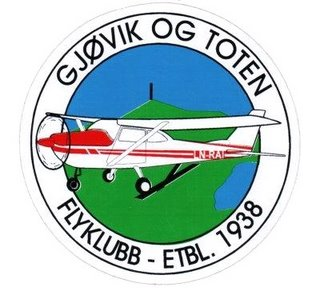 GJØVIK OG TOTEN
LN-RAI
FLYKLUBB - ETBL. 1938